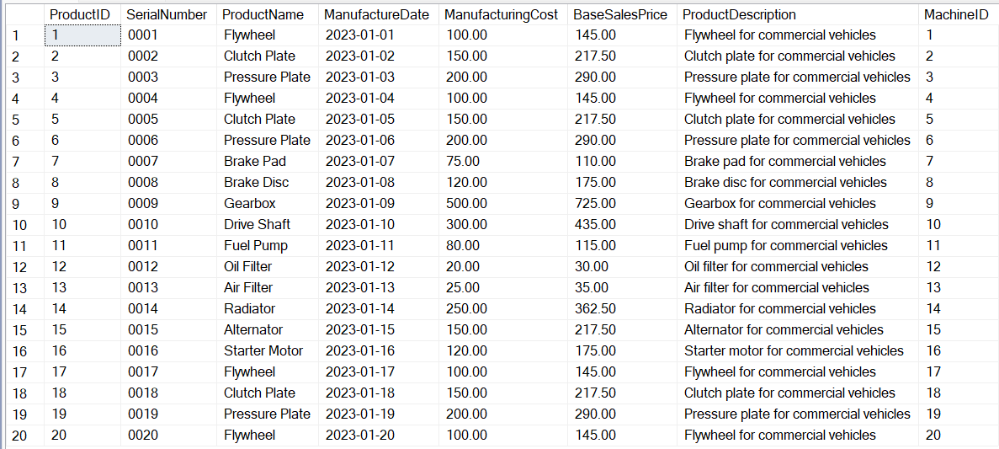 ProductID SerialNumber ProductName ManufactureDate ManufacturingCost BaseSalesPrice ProductDescription MachineID
1 1 0001 Flywheel 2023-01-01 100.00 145.00 Flywheel for commercial vehicles 1
2 2 0002 Clutch Plate 2023-01-02 150.00 217.50 Clutch plate for commercial vehicles 2
3 3 0003 Pressure Plate 2023-01-03 200.00 290.00 Pressure plate for commercial vehicles 3
4 4 0004 Flywheel 2023-01-04 100.00 145.00 Flywheel for commercial vehicles 4
5 5 0005 Clutch Plate 2023-01-05 150.00 217.50 Clutch plate for commercial vehicles 5
6 6 0006 Pressure Plate 2023-01-06 200.00 290.00 Pressure plate for commercial vehicles 6
7 7 0007 Brake Pad 2023-01-07 75.00 110.00 Brake pad for commercial vehicles 7
8 8 0008 Brake Disc 2023-01-08 120.00 175.00 Brake disc for commercial vehicles 8
9 9 0009 Gearbox 2023-01-09 500.00 725.00 Gearbox for commercial vehicles 9
10 10 0010 Drive Shaft 2023-01-10 300.00 435.00 Drive shaft for commercial vehicles 10
11 11 0011 Fuel Pump 2023-01-11 80.00 115.00 Fuel pump for commercial vehicles 11
12 12 0012 Oil Filter 2023-01-12 20.00 30.00 Oil filter for commercial vehicles 12
13 13 0013 Air Filter 2023-01-13 25.00 35.00 Air filter for commercial vehicles 13
14 14 0014 Radiator 2023-01-14 250.00 362.50 Radiator for commercial vehicles 14
15 15 0015 Alternator 2023-01-15 150.00 217.50 Alternator for commercial vehicles 15
16 16 0016 Starter Motor 2023-01-16 120.00 175.00 Starter motor for commercial vehicles 16
17 17 0017 Flywheel 2023-01-17 100.00 145.00 Flywheel for commercial vehicles 17
18 18 0018 Clutch Plate 2023-01-18 150.00 217.50 Clutch plate for commercial vehicles 18
19 19 0019 Pressure Plate 2023-01-19 200.00 290.00 Pressure plate for commercial vehicles 19
20 20 0020 Flywheel 2023-01-20 100.00 145.00 Flywheel for commercial vehicles 20